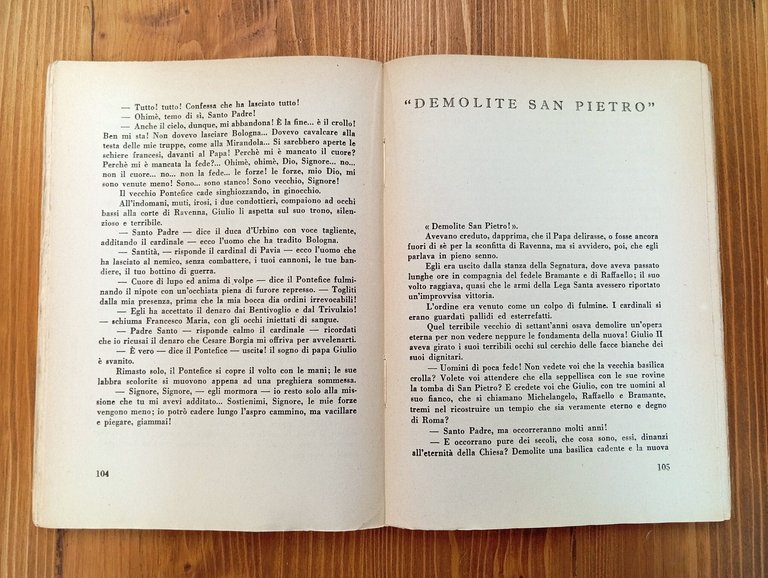 — Tutto! tutto! Confessa che ha lasciato tutto!
— Ohimè, temo di sì, Santo Padre!
— Anche il cielo, dunque, mi abbandona! È la fine... è il crollo!
Ben mi sta! Non dovevo lasciare Bologna... Dovevo cavalcare alla
testa delle mie truppe, come alla Mirandola... Si sarebbero aperte le
schiere francesi, davanti al Papa! Perchè mi è mancato il cuore?
Perchè mi è mancata la fede?... Ohimè, ohimè, Dio, Signore... no...
non il cuore... no... non la fede... le forze! le forze, mio Dio, mi
sono venute meno! Sono... sono stanco! Sono vecchio, Signore!
Il vecchio Pontefice cade singhiozzando, in ginocchio.
All'indomani, muti, irosi, i due condottieri, compaiono ad occhi
bassi alla corte di Ravenna, Giulio li aspetta sul suo trono, silen-
zioso e terribile.
— Santo Padre — dice il duca d'Urbino con voce tagliente,
additando il cardinale — ecco l'uomo che ha tradito Bologna.
— Santità, — risponde il cardinal di Pavia — ecco l'uomo che
ha lasciato al nemico, senza combattere, i tuoi cannoni, le tue ban-
diere, il tuo bottino di guerra.
— Cuore di lupo ed anima di volpe — dice il Pontefice fulmi-
nando il nipote con un'occhiata piena di furore represso. — Togliti
dalla mia presenza, prima che la mia bocca dia ordini irrevocabili!
— Egli ha accettato il denaro dai Bentivoglio e dal Trivulzio!
— schiuma Francesco Maria, con gli occhi iniettati di sangue.
— Padre Santo — risponde calmo il cardinale — ricordati
che io ricusai il denaro che Cesare Borgia mi offriva per avvelenarti.
— È vero — dice il Pontefice — uscite! il sogno di papa Giulio
è svanito.
Rimasto solo, il Pontefice si copre il volto con le mani; le sue
labbra scolorite si muovono appena ad una preghiera sommessa.
— Signore, Signore, — egli mormora — io resto solo alla mis-
sione che tu mi avevi additato... Sostienimi, Signore, le mie forze
vengono meno; io potrò cadere lungo l'aspro cammino, ma vacillare
e piegare, giammai!
104
"DEMOLITE SAN PIETRO"
« Demolite San Pietro! ».
Avevano creduto, dapprima, che il Papa delirasse, o fosse ancora
fuori di sè per la sconfitta di Ravenna, ma si avvidero, poi, che egli
parlava in pieno senno.
Egli era uscito dalla stanza della Segnatura, dove aveva passato
lunghe ore in compagnia del fedele Bramante e di Raffaello; il suo
volto raggiava, quasi che le armi della Lega Santa avessero riportato
un'improvvisa vittoria.
L'ordine era venuto come un colpo di fulmine. I cardinali si
erano guardati pallidi ed esterrefatti.
Quel terribile vecchio di settant'anni osava demolire un'opera
eterna per non vedere neppure le fondamenta della nuova! Giulio II
aveva girato i suoi terribili occhi sul cerchio delle facce bianche dei
suoi dignitari.
— Uomini di poca fede! Non vedete voi che la vecchia basilica
crolla? Volete voi attendere che ella seppellisca con le sue rovine
la tomba di San Pietro? E credete voi che Giulio, con tre uomini al
suo fianco, che si chiamano Michelangelo, Raffaello e Bramante,
tremi nel ricostruire un tempio che sia veramente eterno e degno
di Roma?
— Santo Padre, ma occorreranno molti anni!
— E occorrano pure dei secoli, che cosa sono, essi, dinanzi
all'eternità della Chiesa? Demolite una basilica cadente e la nuova
105